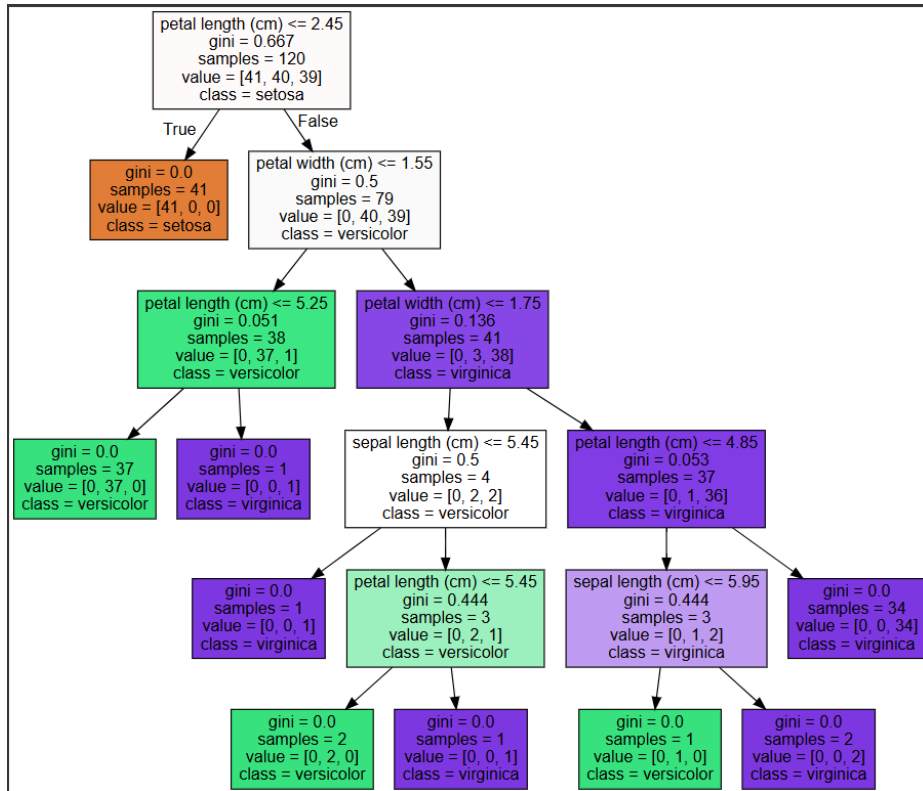 petal length (cm) <= 2.45
gini = 0.667
samples = 120
value = [41, 40, 39]
class = setosa
True
False
gini = 0.0
samples = 41
value = [41, 0, 0]
class = setosa
petal width (cm) <= 1.55
gini = 0.5
samples = 79
value = [0, 40, 39]
class = versicolor
petal length (cm) <= 5.25
gini = 0.051
samples = 38
value = [0, 37, 1]
class = versicolor
petal width (cm) <= 1.75
gini = 0.136
samples = 41
value = [0, 3, 38]
class = virginica
gini = 0.0
samples = 37
value = [0, 37, 0]
class = versicolor
gini = 0.0
samples = 1
value = [0, 0, 1]
class = virginica
sepal length (cm) <= 5.45
gini = 0.5
samples = 4
value = [0, 2, 2]
class = versicolor
petal length (cm) <= 4.85
gini = 0.053
samples = 37
value = [0, 1, 36]
class = virginica
gini = 0.0
samples = 1
value = [0, 0, 1]
class = virginica
petal length (cm) <= 5.45
gini = 0.444
samples = 3
value = [0, 2, 1]
class = versicolor
sepal length (cm) <= 5.95
gini = 0.444
samples = 3
value = [0, 1, 2]
class = virginica
gini = 0.0
samples = 34
value = [0, 0, 34]
class = virginica
gini = 0.0
samples = 2
value = [0, 2, 0]
class = versicolor
gini = 0.0
samples = 1
value = [0, 0, 1]
class = virginica
gini = 0.0
samples = 1
value = [0, 1, 0]
class = versicolor
gini = 0.0
samples = 2
value = [0, 0, 2]
class = virginica